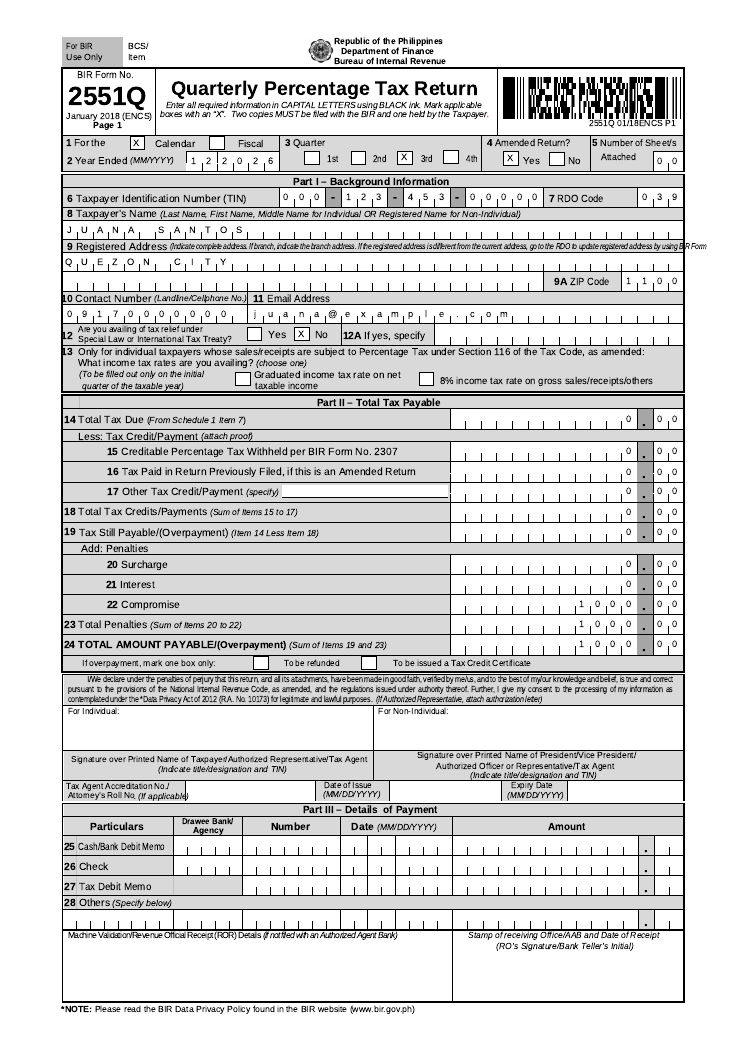 For BIR
Use Only
BCS/
Item
Republic of the Philippines
Department of Finance
Bureau of Internal Revenue
BIR Form No.
2551Q
January 2018 (ENCS)
Page 1
Quarterly Percentage Tax Return
Enter all required information in CAPITAL LETTERS using BLACK ink. Mark applicable
boxes with an "X". Two copies MUST be filed with the BIR and one held by the Taxpayer.
2551Q 01/18ENCS P1
1 For the X Calendar Fiscal
2 Year Ended (MM/YYYY) 1 2 2 0 2 6
3 Quarter
1st 2nd X 3rd 4th
4 Amended Return?
X Yes No
5 Number of Sheet/s
Attached 0 0
Part I – Background Information
6 Taxpayer Identification Number (TIN) 0 0 0 - 1 2 3 - 4 5 3 - 0 0 0 0 0 7 RDO Code 0 3 9
8 Taxpayer's Name (Last Name, First Name, Middle Name for Individual OR Registered Name for Non-Individual)
J U A N A S A N T O S
9 Registered Address (Indicate complete address. If branch, indicate the branch address. If the registered address is different from the current address, go to the RDO to update registered address by using BIR Form
Q U E Z O N C I T Y
9A ZIP Code 1 1 0 0
10 Contact Number (Landline/Cellphone No.) 11 Email Address
0 9 1 7 0 0 0 0 0 0 0 j u a n a @ e x a m p l e . c o m
12 Are you availing of tax relief under
Special Law or International Tax Treaty? Yes X No 12A If yes, specify
13 Only for individual taxpayers whose sales/receipts are subject to Percentage Tax under Section 116 of the Tax Code, as amended:
What income tax rates are you availing? (choose one)
(To be filled out only on the initial
quarter of the taxable year)
Graduated income tax rate on net
taxable income
8% income tax rate on gross sales/receipts/others
Part II – Total Tax Payable
14 Total Tax Due (From Schedule 1 Item 7) 0 . 0 0
Less: Tax Credit/Payment (attach proof)
15 Creditable Percentage Tax Withheld per BIR Form No. 2307 0 . 0 0
16 Tax Paid in Return Previously Filed, if this is an Amended Return 0 . 0 0
17 Other Tax Credit/Payment (specify) 0 . 0 0
18 Total Tax Credits/Payments (Sum of Items 15 to 17) 0 . 0 0
19 Tax Still Payable/(Overpayment) (Item 14 Less Item 18) 0 . 0 0
Add: Penalties
20 Surcharge 0 . 0 0
21 Interest 0 . 0 0
22 Compromise 1 0 0 0 . 0 0
23 Total Penalties (Sum of Items 20 to 22) 1 0 0 0 . 0 0
24 TOTAL AMOUNT PAYABLE/(Overpayment) (Sum of Items 19 and 23) 1 0 0 0 . 0 0
If overpayment, mark one box only: To be refunded To be issued a Tax Credit Certificate
I/We declare under the penalties of perjury that this return, and all its attachments, have been made in good faith, verified by me/us, and to the best of my/our knowledge and belief, is true and correct
pursuant to the provisions of the National Internal Revenue Code, as amended, and the regulations issued under authority thereof. Further, I give my consent to the processing of my information as
contemplated under the *Data Privacy Act of 2012 (R.A. No. 10173) for legitimate and lawful purposes. (If Authorized Representative, attach authorization letter)
For Individual:
For Non-Individual:
Signature over Printed Name of Taxpayer/Authorized Representative/Tax Agent
(Indicate title/designation and TIN)
Signature over Printed Name of President/Vice President/
Authorized Officer or Representative/Tax Agent
(Indicate title/designation and TIN)
Tax Agent Accreditation No./
Attorney's Roll No. (If applicable)
Date of Issue
(MM/DD/YYYY)
Expiry Date
(MM/DD/YYYY)
Part III – Details of Payment
Particulars Drawee Bank/
Agency Number Date (MM/DD/YYYY) Amount
25 Cash/Bank Debit Memo .
26 Check .
27 Tax Debit Memo .
28 Others (Specify below)
.
Machine Validation/Revenue Official Receipt (ROR) Details (If not filed with an Authorized Agent Bank)
Stamp of receiving Office/AAB and Date of Receipt
(RO's Signature/Bank Teller's Initial)
*NOTE: Please read the BIR Data Privacy Policy found in the BIR website (www.bir.gov.ph)